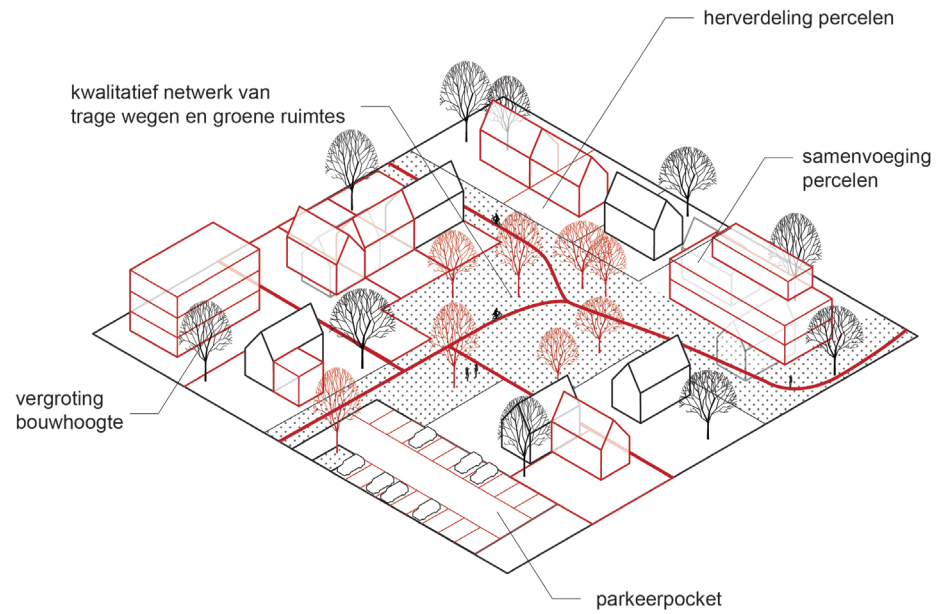 herverdeling percelen
kwalitatief netwerk van
trage wegen en groene ruimtes
samenvoeging
percelen
vergroting
bouwhoogte
parkeerpocket